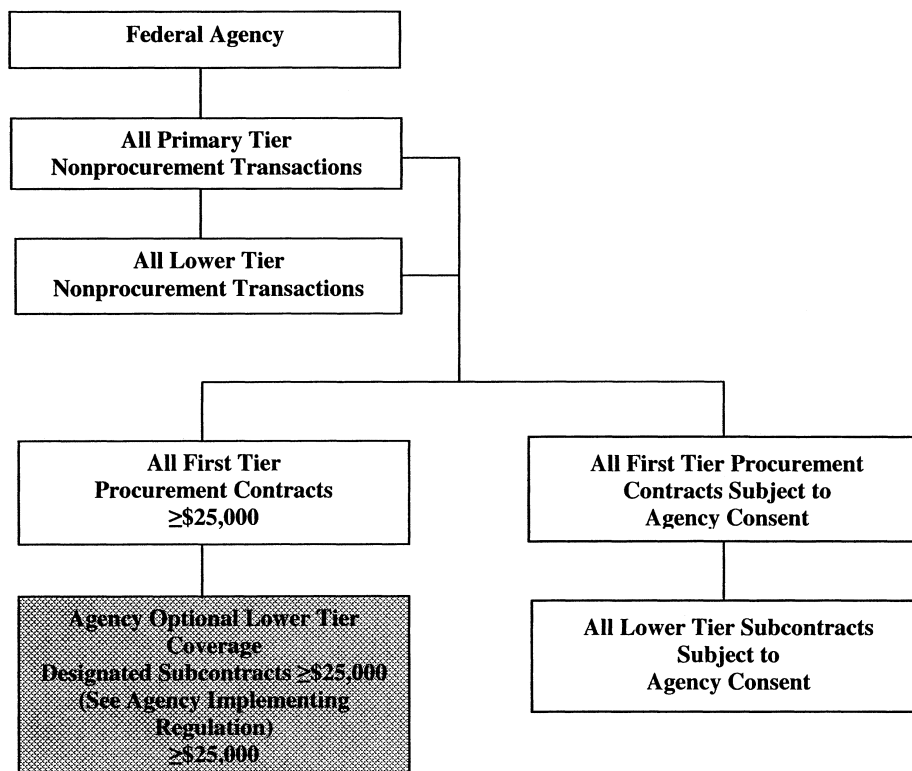 Federal Agency
All Primary Tier
Nonprocurement Transactions
All Lower Tier
Nonprocurement Transactions
All First Tier
Procurement Contracts
≥$25,000
All First Tier Procurement
Contracts Subject to
Agency Consent
Agency Optional Lower Tier
Coverage
Designated Subcontracts ≥$25,000
(See Agency Implementing
Regulation)
≥$25,000
All Lower Tier Subcontracts
Subject to
Agency Consent